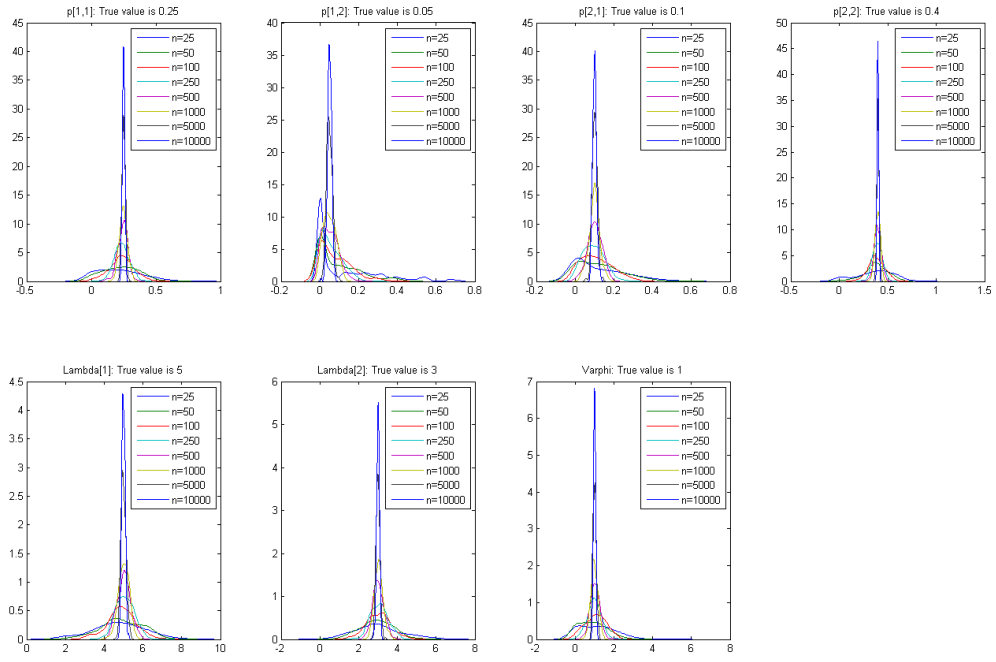 p[1,1]: True value is 0.25
45
40
35
30
25
20
15
10
5
0
-0.5 0 0.5 1
n=25
n=50
n=100
n=250
n=500
n=1000
n=5000
n=10000
p[1,2]: True value is 0.05
40
35
30
25
20
15
10
5
0
-0.2 0 0.2 0.4 0.6 0.8
n=25
n=50
n=100
n=250
n=500
n=1000
n=5000
n=10000
p[2,1]: True value is 0.1
45
40
35
30
25
20
15
10
5
0
-0.2 0 0.2 0.4 0.6 0.8
n=25
n=50
n=100
n=250
n=500
n=1000
n=5000
n=10000
p[2,2]: True value is 0.4
50
45
40
35
30
25
20
15
10
5
0
-0.5 0 0.5 1 1.5
n=25
n=50
n=100
n=250
n=500
n=1000
n=5000
n=10000
Lambda[1]: True value is 5
4.5
4
3.5
3
2.5
2
1.5
1
0.5
0
0 2 4 6 8 10
n=25
n=50
n=100
n=250
n=500
n=1000
n=5000
n=10000
Lambda[2]: True value is 3
6
5
4
3
2
1
0
-2 0 2 4 6 8
n=25
n=50
n=100
n=250
n=500
n=1000
n=5000
n=10000
Varphi: True value is 1
7
6
5
4
3
2
1
0
-2 0 2 4 6 8
n=25
n=50
n=100
n=250
n=500
n=1000
n=5000
n=10000